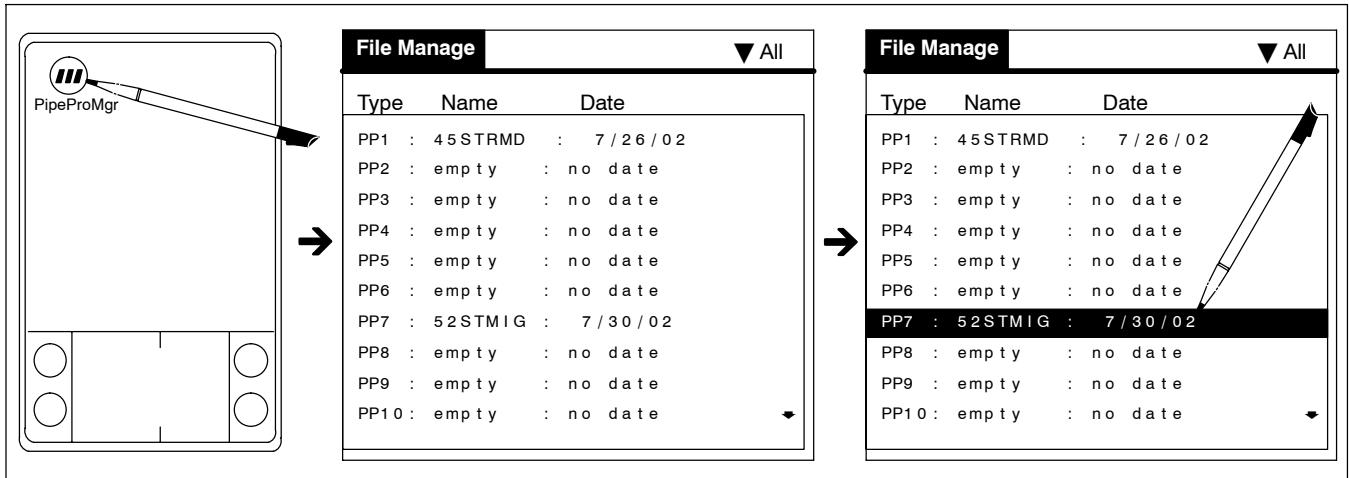 PipeProMgr
File Manage ▼ All
Type Name Date
PP1 : 45STRMD : 7/26/02
PP2 : empty : no date
PP3 : empty : no date
PP4 : empty : no date
PP5 : empty : no date
PP6 : empty : no date
PP7 : 52STMIG : 7/30/02
PP8 : empty : no date
PP9 : empty : no date
PP10: empty : no date
File Manage ▼ All
Type Name Date
PP1 : 45STRMD : 7/26/02
PP2 : empty : no date
PP3 : empty : no date
PP4 : empty : no date
PP5 : empty : no date
PP6 : empty : no date
PP7 : 52STMIG : 7/30/02
PP8 : empty : no date
PP9 : empty : no date
PP10: empty : no date